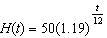 H(t) = 50(1.19)^{t/12}